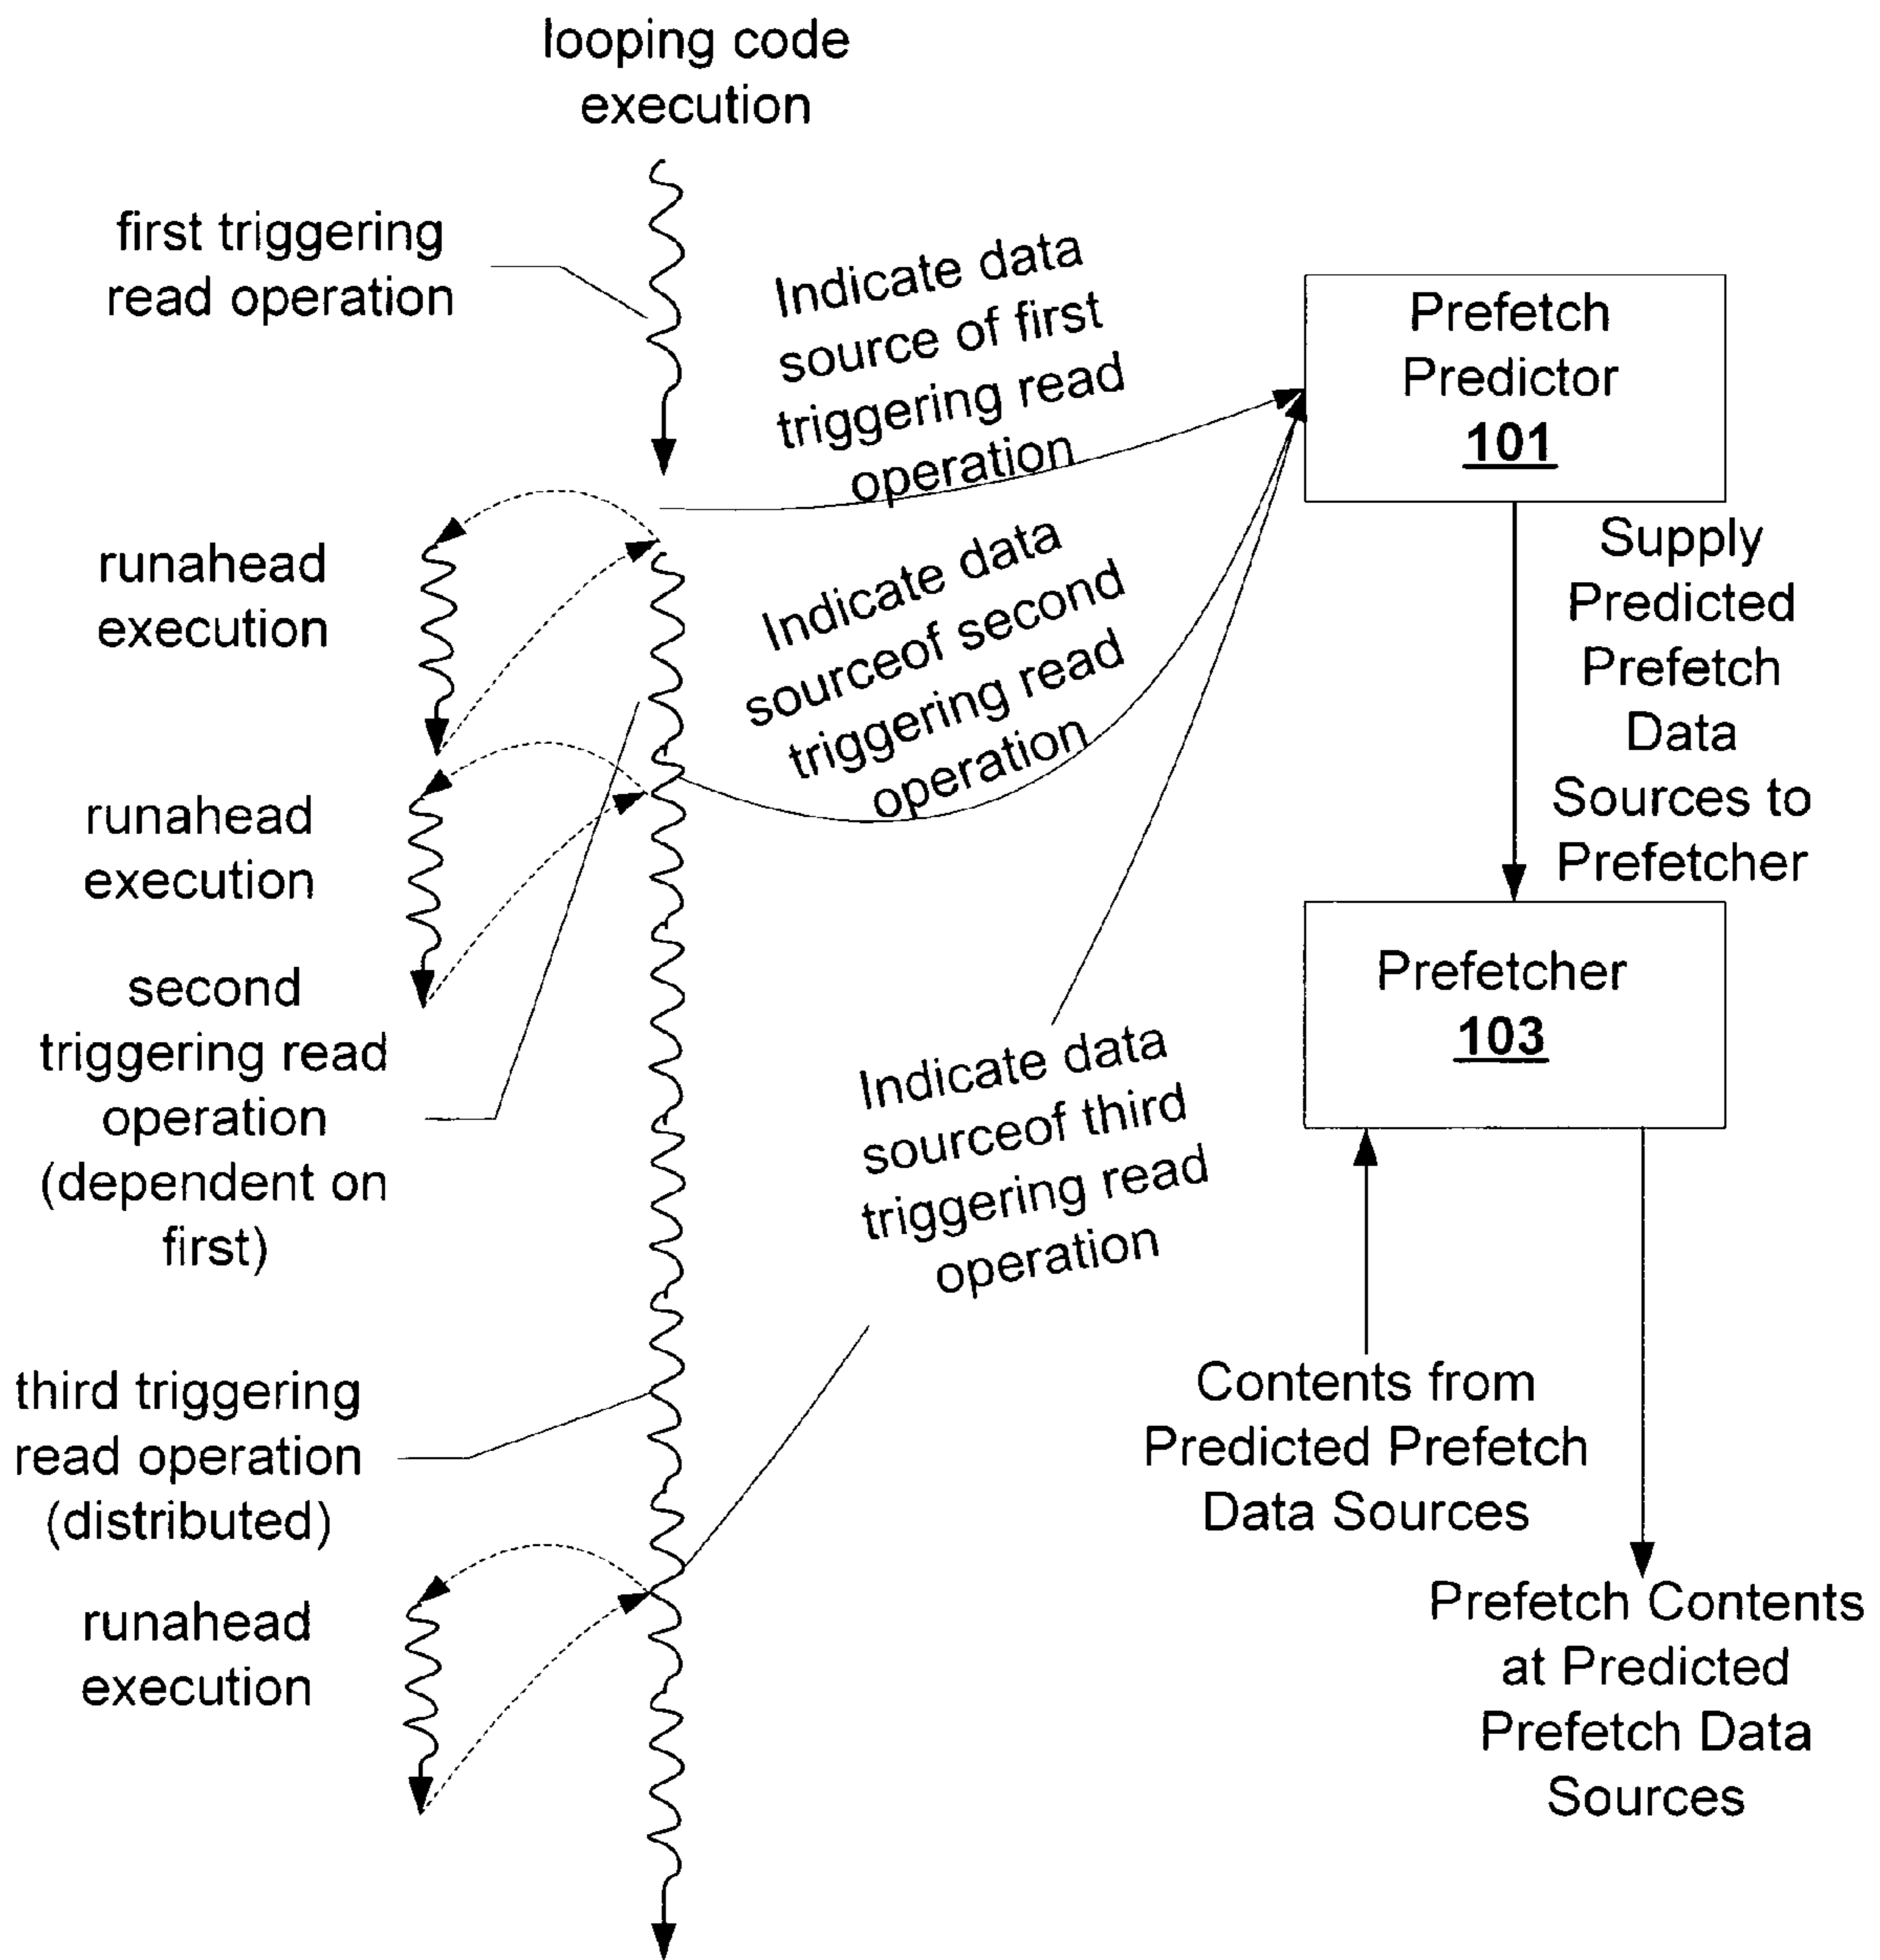 looping code
execution
first triggering
read operation
Indicate data
source of first
triggering read
operation
Prefetch
Predictor
101
runahead
execution
Indicate data
sourceof second
triggering read
operation
Supply
Predicted
Prefetch
Data
Sources to
Prefetcher
runahead
execution
Prefetcher
103
second
triggering read
operation
(dependent on
first)
Indicate data
sourceof third
triggering read
operation
third triggering
read operation
(distributed)
Contents from
Predicted Prefetch
Data Sources
runahead
execution
Prefetch Contents
at Predicted
Prefetch Data
Sources